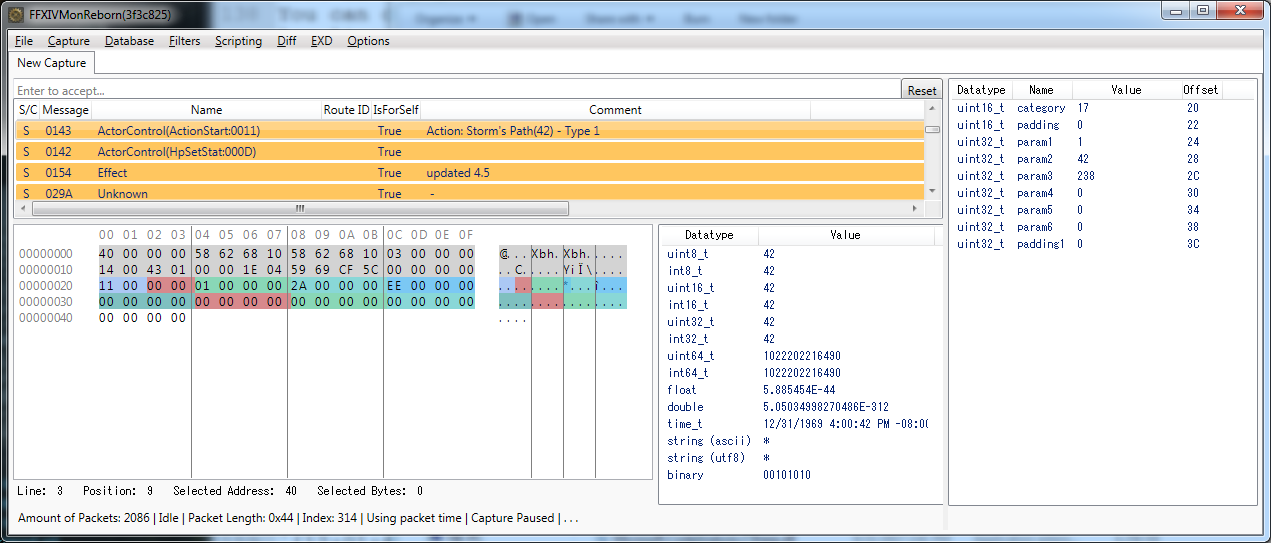 130 You can
Organize Open Share with Burn New folder
FFXIVMonReborn(3f3c825)
File Capture Database Filters Scripting Diff EXD Options
New Capture
Enter to accept... Reset
S/C Message Name Route ID IsForSelf Comment
S 0143 ActorControl(ActionStart:0011) True Action: Storm's Path(42) - Type 1
S 0142 ActorControl(HpSetStat:000D) True
S 0154 Effect True updated 4.5
S 029A Unknown True -
00 01 02 03 04 05 06 07 08 09 0A 0B 0C 0D 0E 0F
00000000 40 00 00 00 58 62 68 10 58 62 68 10 03 00 00 00 @...Xbh.Xbh.....
00000010 14 00 43 01 00 00 1E 04 59 69 CF 5C 00 00 00 00 ..C.....YiÏ\....
00000020 11 00 00 00 01 00 00 00 2A 00 00 00 EE 00 00 00 ........*...î...
00000030 00 00 00 00 00 00 00 00 00 00 00 00 00 00 00 00 ................
00000040 00 00 00 00 ....
Line: 3 Position: 9 Selected Address: 40 Selected Bytes: 0
Datatype Value
uint8_t 42
int8_t 42
uint16_t 42
int16_t 42
uint32_t 42
int32_t 42
uint64_t 1022202216490
int64_t 1022202216490
float 5.885454E-44
double 5.05034998270486E-312
time_t 12/31/1969 4:00:42 PM -08:00
string (ascii) *
string (utf8) *
binary 00101010
Datatype Name Value Offset
uint16_t category 17 20
uint16_t padding 0 22
uint32_t param1 1 24
uint32_t param2 42 28
uint32_t param3 238 2C
uint32_t param4 0 30
uint32_t param5 0 34
uint32_t param6 0 38
uint32_t padding1 0 3C
Amount of Packets: 2086 | Idle | Packet Length: 0x44 | Index: 314 | Using packet time | Capture Paused | . . .